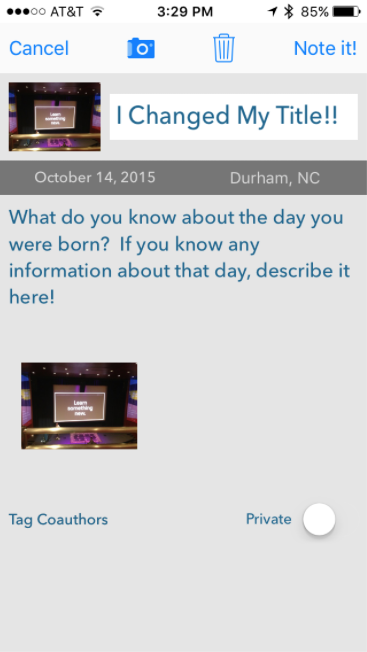 AT&T 3:29 PM 85%
Cancel Note it!
Learn something new.
I Changed My Title!!
October 14, 2015 Durham, NC
What do you know about the day you
were born?  If you know any
information about that day, describe it
here!
Learn
something
new.
Tag Coauthors Private